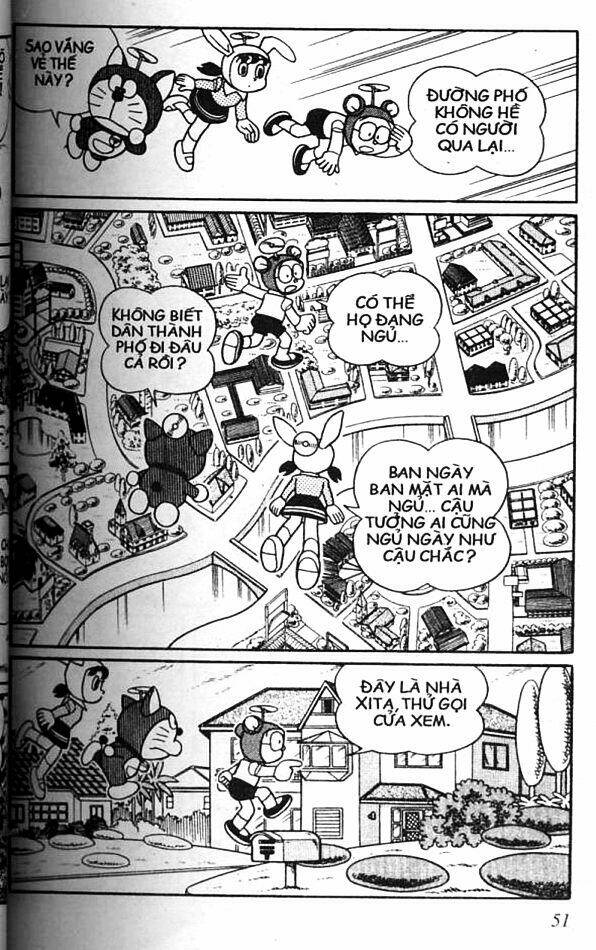 SAO VẮNG
VẺ THẾ
NÀY?
ĐƯỜNG PHỐ
KHÔNG HỀ
CÓ NGƯỜI
QUA LẠI...
KHÔNG BIẾT
DÂN THÀNH
PHỐ ĐI ĐÂU
CẢ RỒI?
CÓ THỂ
HỌ ĐANG
NGỦ...
BAN NGÀY
BAN MẶT AI MÀ
NGỦ... CẬU
TƯỞNG AI CŨNG
NGỦ NGÀY NHƯ
CẬU CHẮC?
ĐÂY LÀ NHÀ
XITA, THỬ GỌI
CỬA XEM.
51